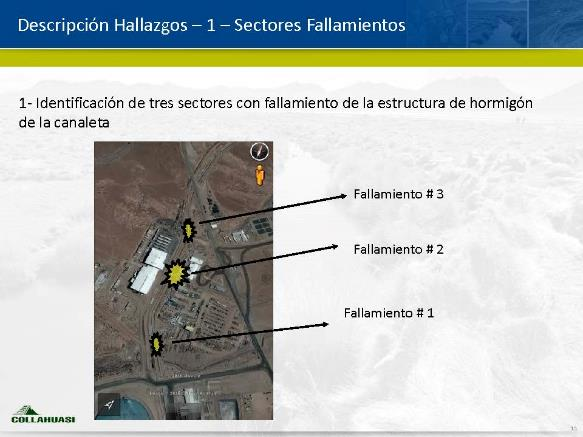 Descripción Hallazgos – 1 – Sectores Fallamientos
1- Identificación de tres sectores con fallamiento de la estructura de hormigón
de la canaleta
Fallamiento # 3
Fallamiento # 2
Fallamiento # 1
COLLAHUASI